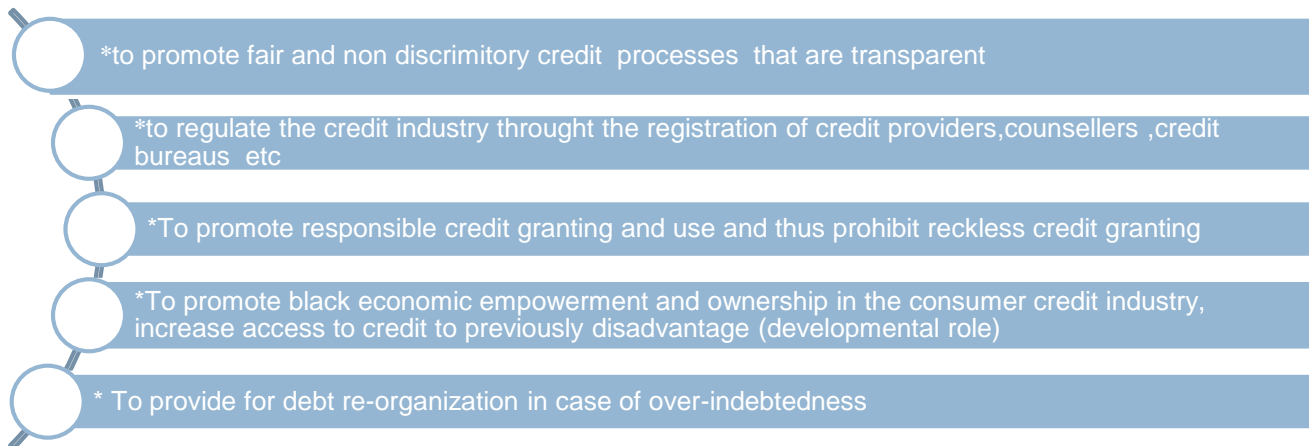 *to promote fair and non discrimitory credit  processes  that are transparent
*to regulate the credit industry throught the registration of credit providers,counsellers ,credit
bureaus  etc
*To promote responsible credit granting and use and thus prohibit reckless credit granting
*To promote black economic empowerment and ownership in the consumer credit industry,
increase access to credit to previously disadvantage (developmental role)
* To provide for debt re-organization in case of over-indebtedness